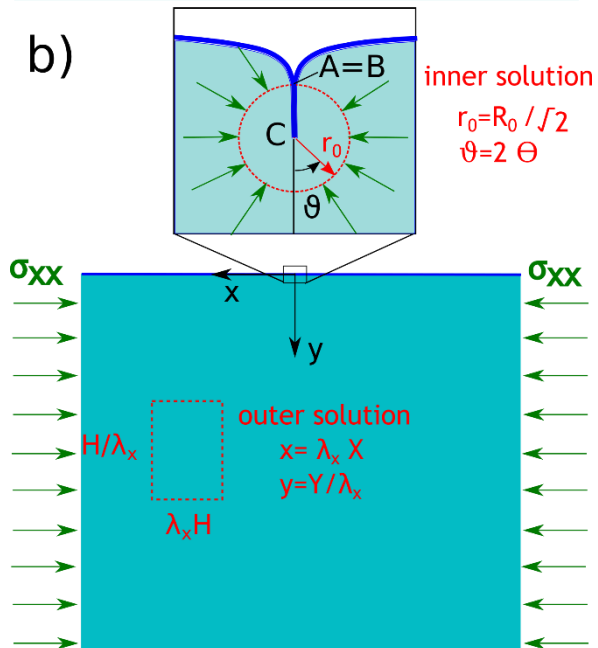 b)
A=B
C
r₀
ϑ
inner solution
r₀=R₀/√2
ϑ=2 Θ
σxx
σxx
x
y
H/λₓ
λₓH
outer solution
x= λₓ X
y=Y/λₓ